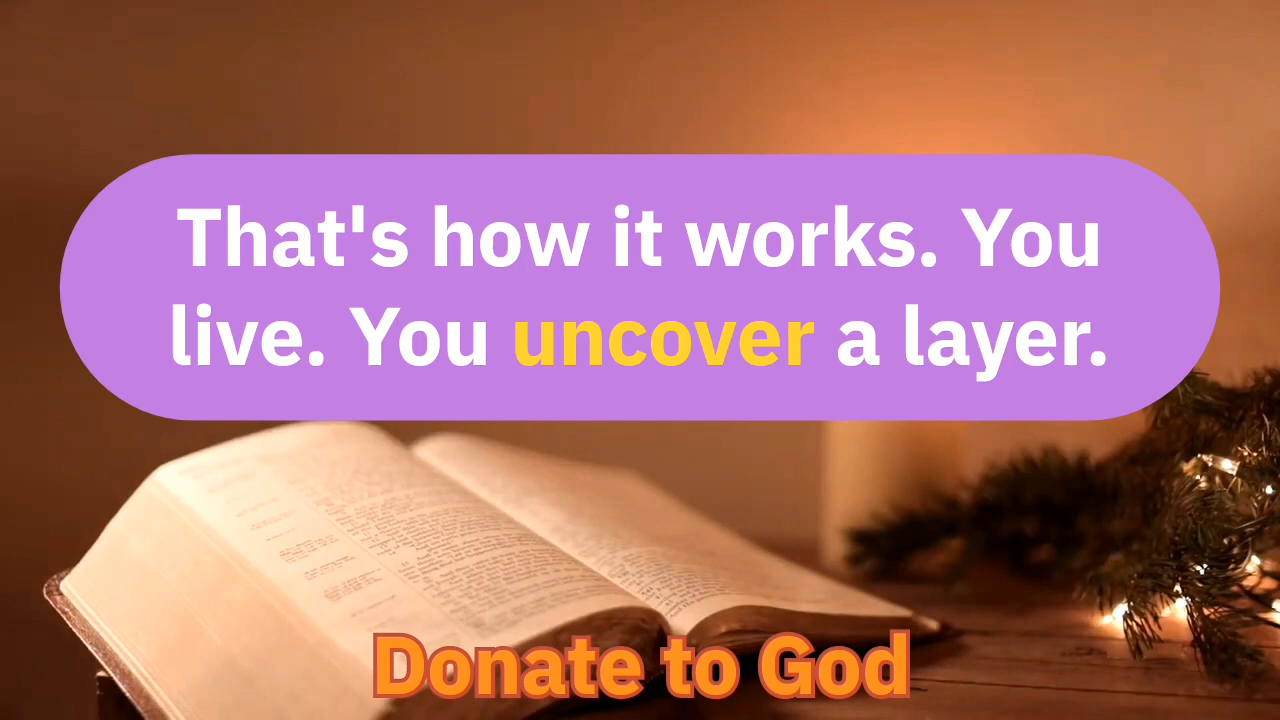 That's how it works. You
live. You uncover a layer.
Donate to God